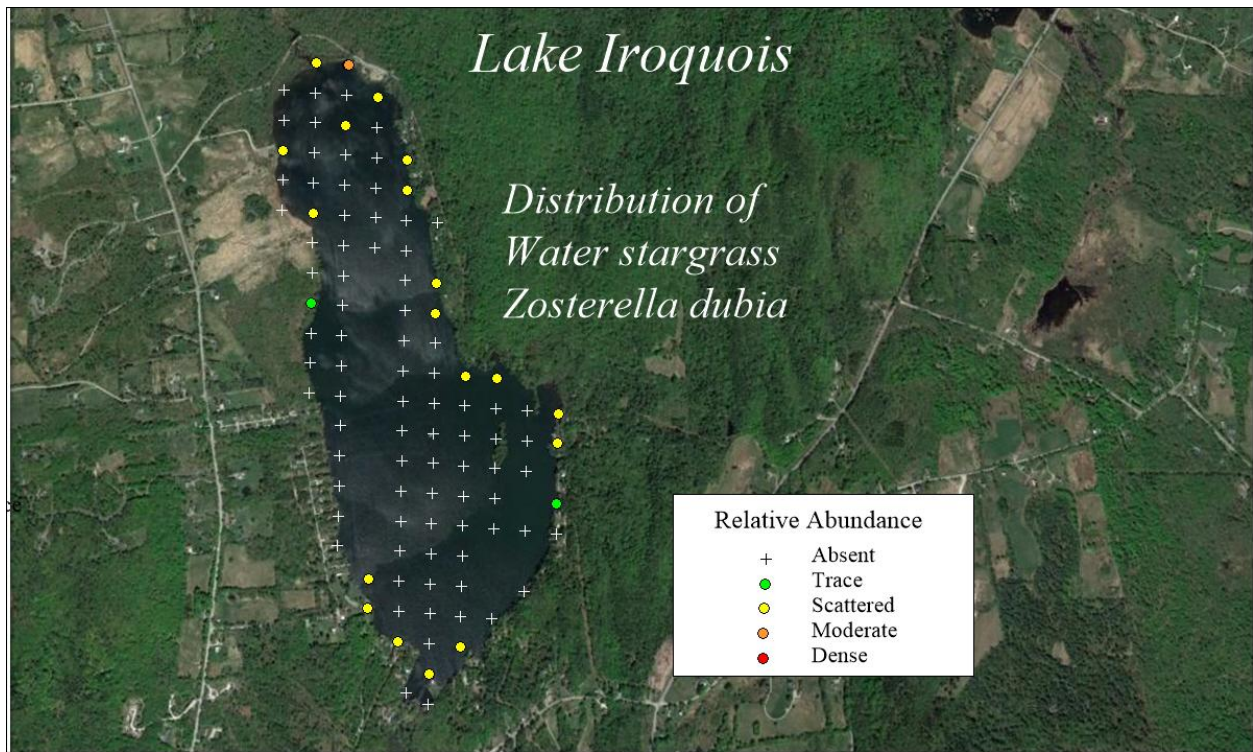 Lake Iroquois
Distribution of
Water stargrass
Zosterella dubia
Relative Abundance
Absent
Trace
Scattered
Moderate
Dense